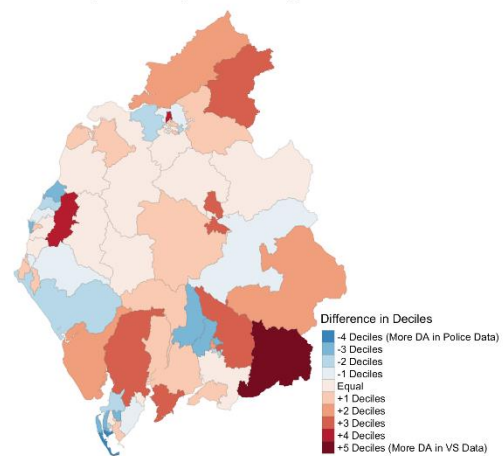 Difference in Deciles
-4 Deciles (More DA in Police Data)
-3 Deciles
-2 Deciles
-1 Deciles
Equal
+1 Deciles
+2 Deciles
+3 Deciles
+4 Deciles
+5 Deciles (More DA in VS Data)